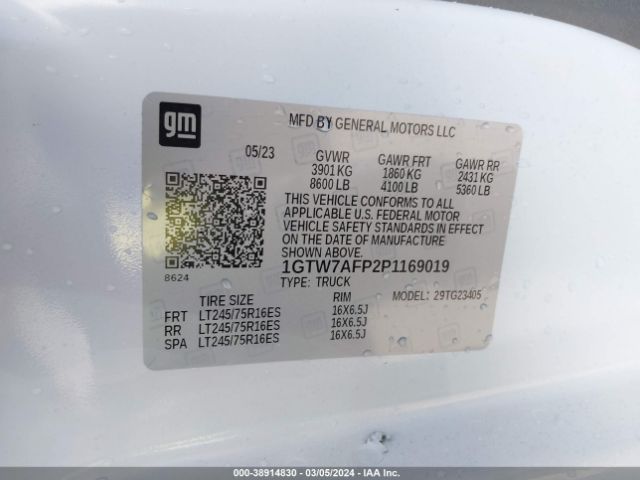 gm
MFD BY GENERAL MOTORS LLC
05/23 GVWR GAWR FRT GAWR RR
3901 KG 1860 KG 2431 KG
8600 LB 4100 LB 5360 LB
THIS VEHICLE CONFORMS TO ALL
APPLICABLE U.S. FEDERAL MOTOR
VEHICLE SAFETY STANDARDS IN EFFECT
ON THE DATE OF MANUFACTURE
SHOWN ABOVE.
1GTW7AFP2P1169019
8624
TYPE: TRUCK MODEL: 29TG23405
TIRE SIZE RIM
FRT LT245/75R16ES 16X6.5J
RR LT245/75R16ES 16X6.5J
SPA LT245/75R16ES 16X6.5J
000-38914830 - 03/05/2024 - IAAI.COM